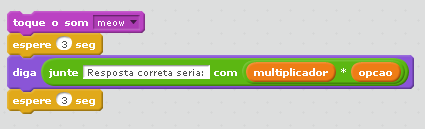 toque o som meow
espere 3 seg
diga junte Resposta correta seria: com multiplicador * opcao
espere 3 seg